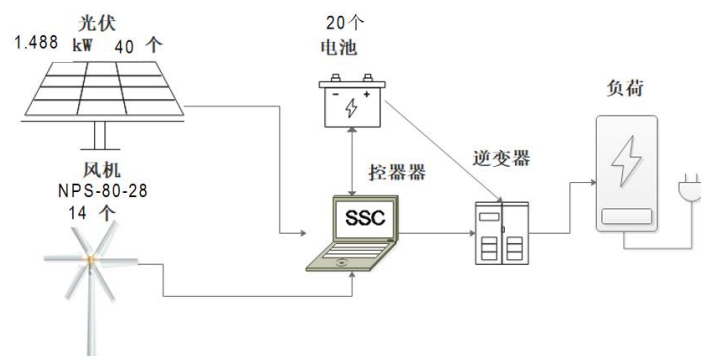 光伏
1.488 kW 40 个
20个
电池
负荷
风机
NPS-80-28
14 个
控器器
逆变器
SSC